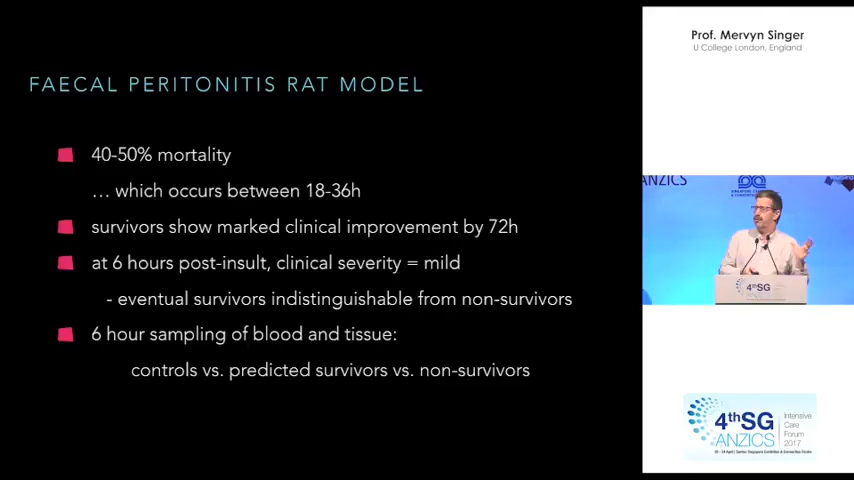 Prof. Mervyn Singer
U College London, England
FAECAL PERITONITIS RAT MODEL
40-50% mortality
... which occurs between 18-36h
survivors show marked clinical improvement by 72h
at 6 hours post-insult, clinical severity = mild
- eventual survivors indistinguishable from non-survivors
6 hour sampling of blood and tissue:
controls vs. predicted survivors vs. non-survivors
ANZICS
4thSG
ANZICS
4thSG
ANZICS
Intensive
Care
Forum
2017